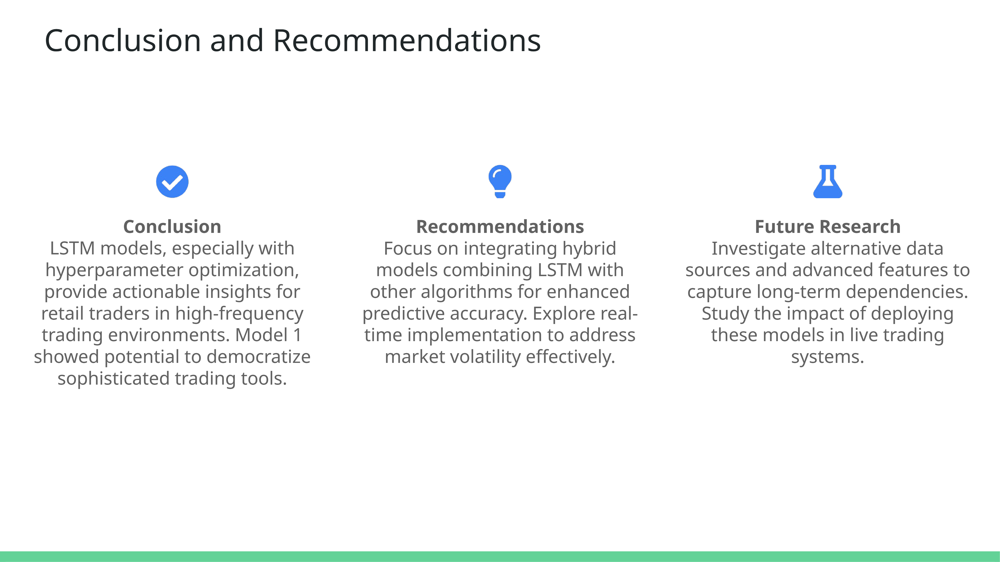 Conclusion and Recommendations
Conclusion
LSTM models, especially with
hyperparameter optimization,
provide actionable insights for
retail traders in high-frequency
trading environments. Model 1
showed potential to democratize
sophisticated trading tools.
Recommendations
Focus on integrating hybrid
models combining LSTM with
other algorithms for enhanced
predictive accuracy. Explore real-
time implementation to address
market volatility effectively.
Future Research
Investigate alternative data
sources and advanced features to
capture long-term dependencies.
Study the impact of deploying
these models in live trading
systems.